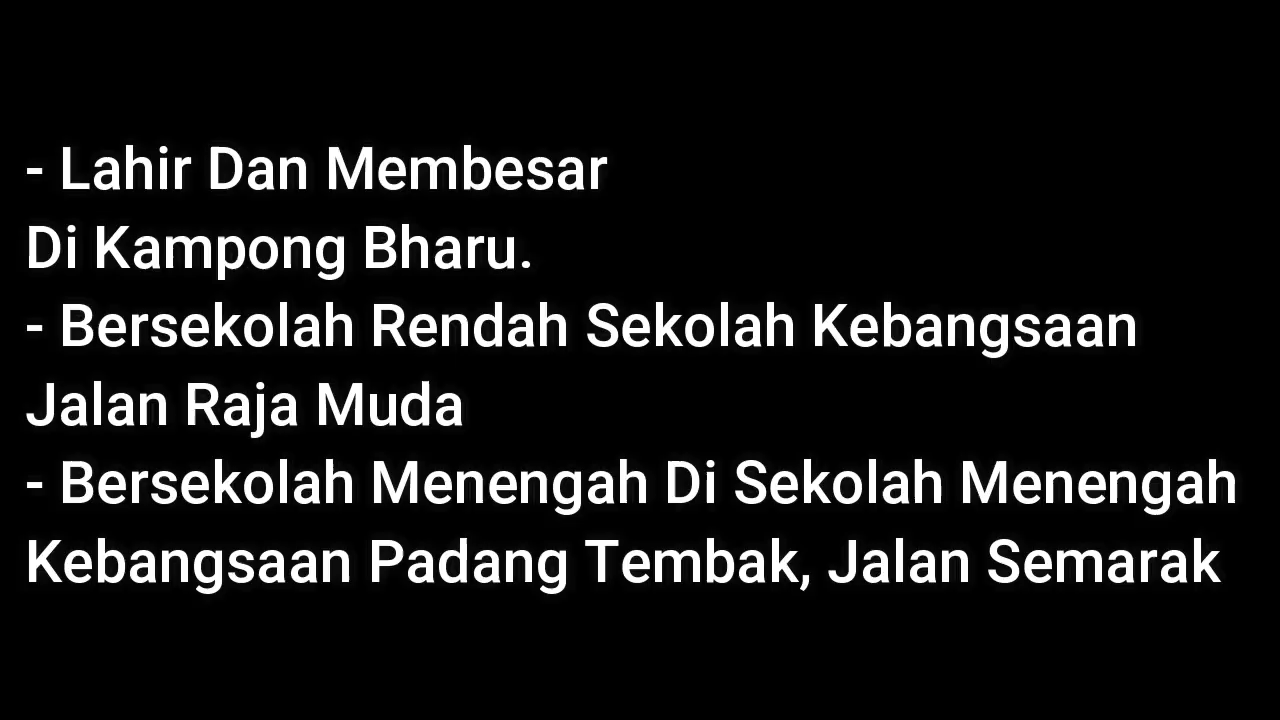 - Lahir Dan Membesar
Di Kampong Bharu.
- Bersekolah Rendah Sekolah Kebangsaan
Jalan Raja Muda
- Bersekolah Menengah Di Sekolah Menengah
Kebangsaan Padang Tembak, Jalan Semarak